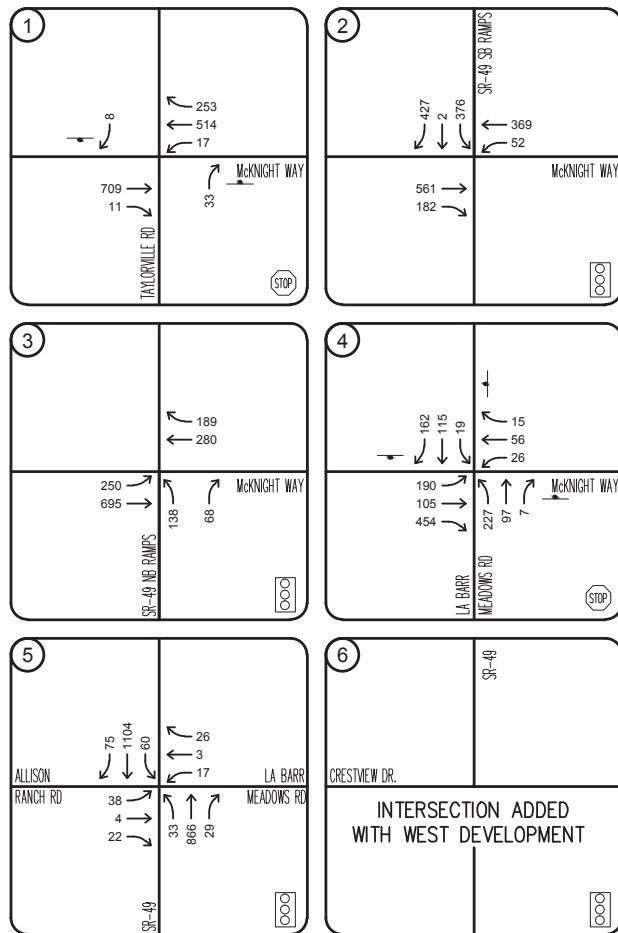 1
8
253
514
17
McKNIGHT WAY
709
11
33
TAYLORVILLE RD
STOP
2
SR-49 SB RAMPS
427
2
376
369
52
McKNIGHT WAY
561
182
3
189
280
250
695
McKNIGHT WAY
138
68
SR-49 NB RAMPS
4
162
115
19
15
56
26
190
105
454
McKNIGHT WAY
227
97
7
LA BARR
MEADOWS RD
STOP
5
75
1104
60
26
3
17
ALLISON
RANCH RD
LA BARR
MEADOWS RD
38
4
22
33
866
29
SR-49
6
SR-49
CRESTVIEW DR.
INTERSECTION ADDED
WITH WEST DEVELOPMENT